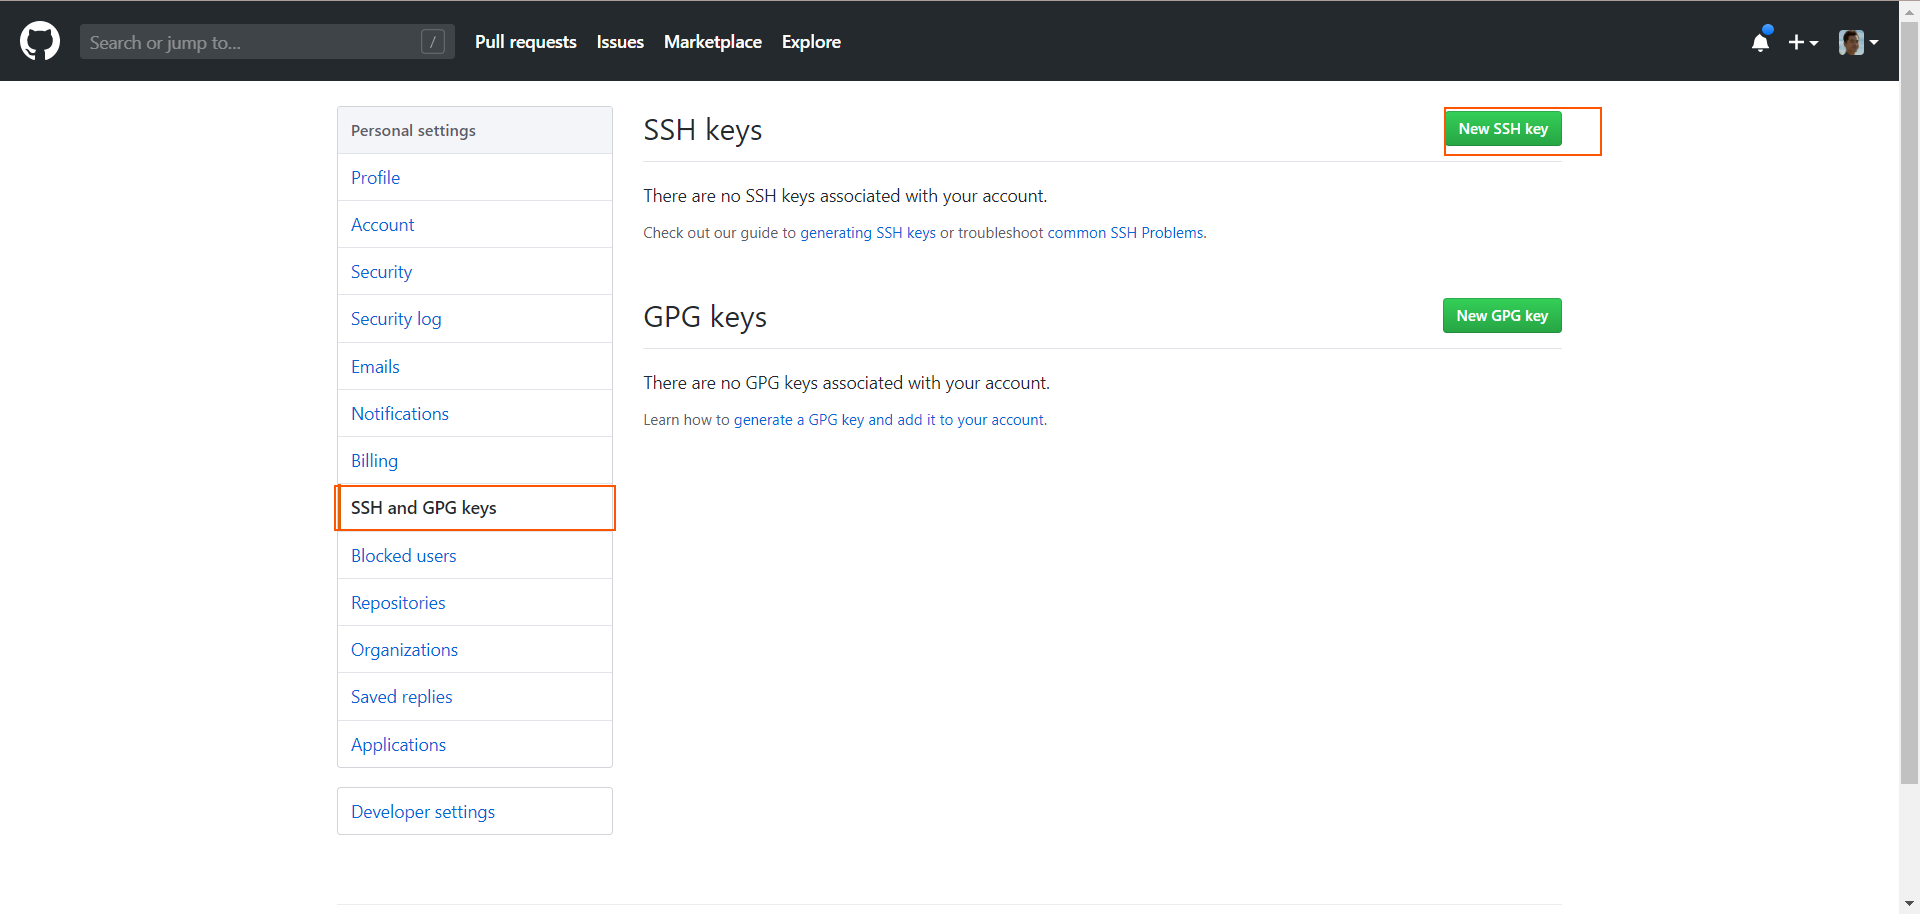 Search or jump to...
/
Pull requests
Issues
Marketplace
Explore
Personal settings
Profile
Account
Security
Security log
Emails
Notifications
Billing
SSH and GPG keys
Blocked users
Repositories
Organizations
Saved replies
Applications
Developer settings
SSH keys
New SSH key
There are no SSH keys associated with your account.
Check out our guide to generating SSH keys or troubleshoot common SSH Problems.
GPG keys
New GPG key
There are no GPG keys associated with your account.
Learn how to generate a GPG key and add it to your account.